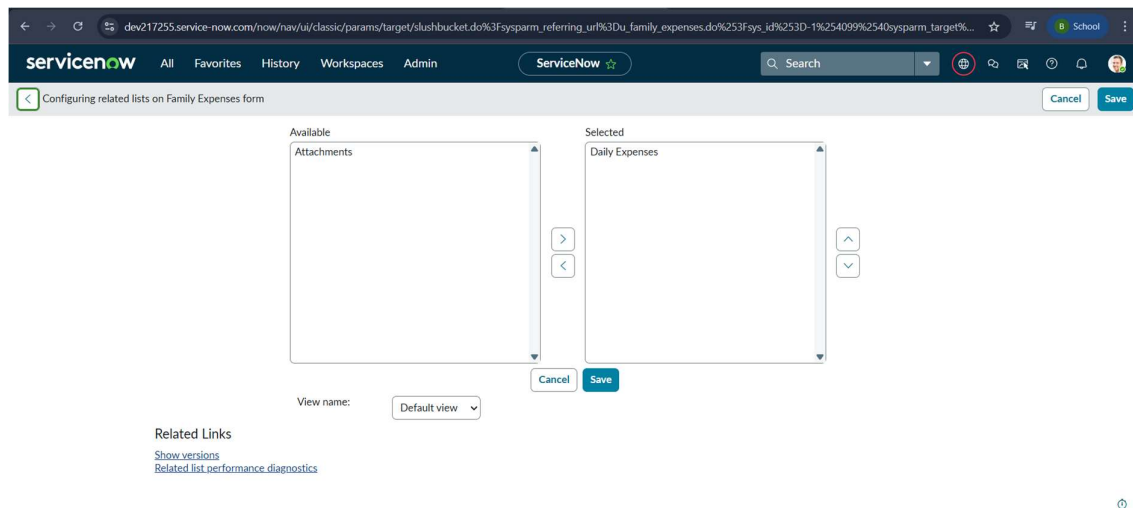 dev217255.service-now.com/now/nav/ui/classic/params/target/slushbucket.do%3Fsysparm_referring_url%3Du_family_expenses.do%253Fsys_id%253D-1%254099%2540sysparm_target%... B School
servicenow All Favorites History Workspaces Admin ServiceNow Search
Configuring related lists on Family Expenses form Cancel Save
Available Selected
Attachments Daily Expenses
Cancel Save
View name: Default view
Related Links
Show versions
Related list performance diagnostics